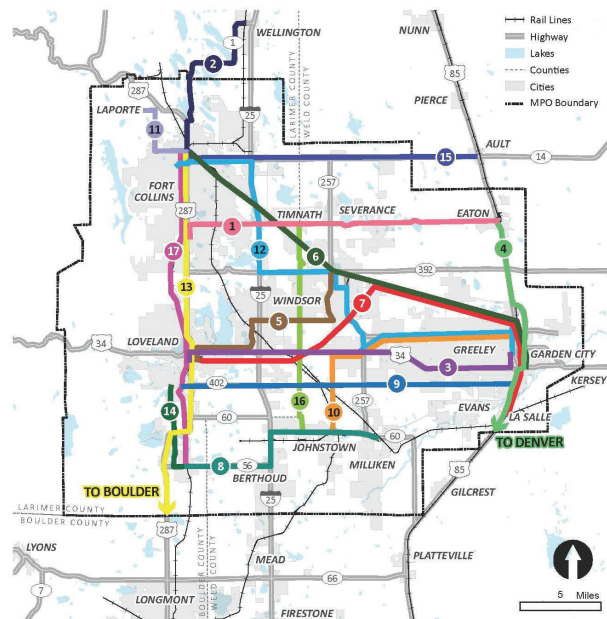 WELLINGTON
NUNN
Rail Lines
Highway
Lakes
Counties
Cities
MPO Boundary
1
2
85
287
25
LARIMER COUNTY
WELD COUNTY
PIERCE
LAPORTE
11
AULT
15
14
FORT
COLLINS
257
287
TIMNATH
SEVERANCE
EATON
1
17
12
6
4
392
13
7
25
WINDSOR
5
34
LOVELAND
34
GREELEY
GARDEN CITY
3
402
9
KERSEY
14
16
257
EVANS
LA SALLE
60
10
60
TO DENVER
JOHNSTOWN
MILLIKEN
8
56
BERTHOUD
85
TO BOULDER
25
GILCREST
LARIMER COUNTY
BOULDER COUNTY
287
BOULDER COUNTY
WELD COUNTY
LYONS
MEAD
PLATTEVILLE
7
66
LONGMONT
FIRESTONE
5 Miles